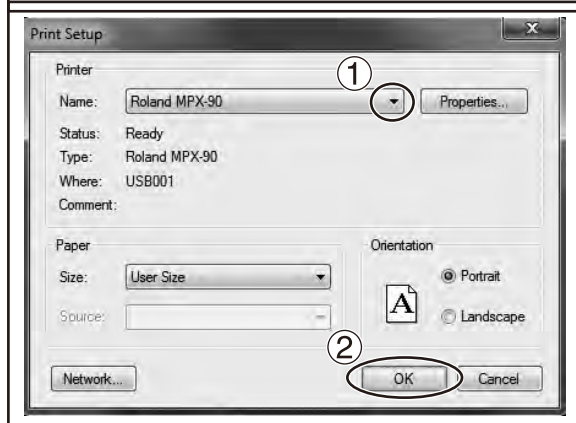 Print Setup
x
Printer
①
Name: Roland MPX-90 Properties...
Status: Ready
Type: Roland MPX-90
Where: USB001
Comment:
Paper
Size: User Size
Source:
Orientation
A
Portrait
Landscape
②
Network... OK Cancel